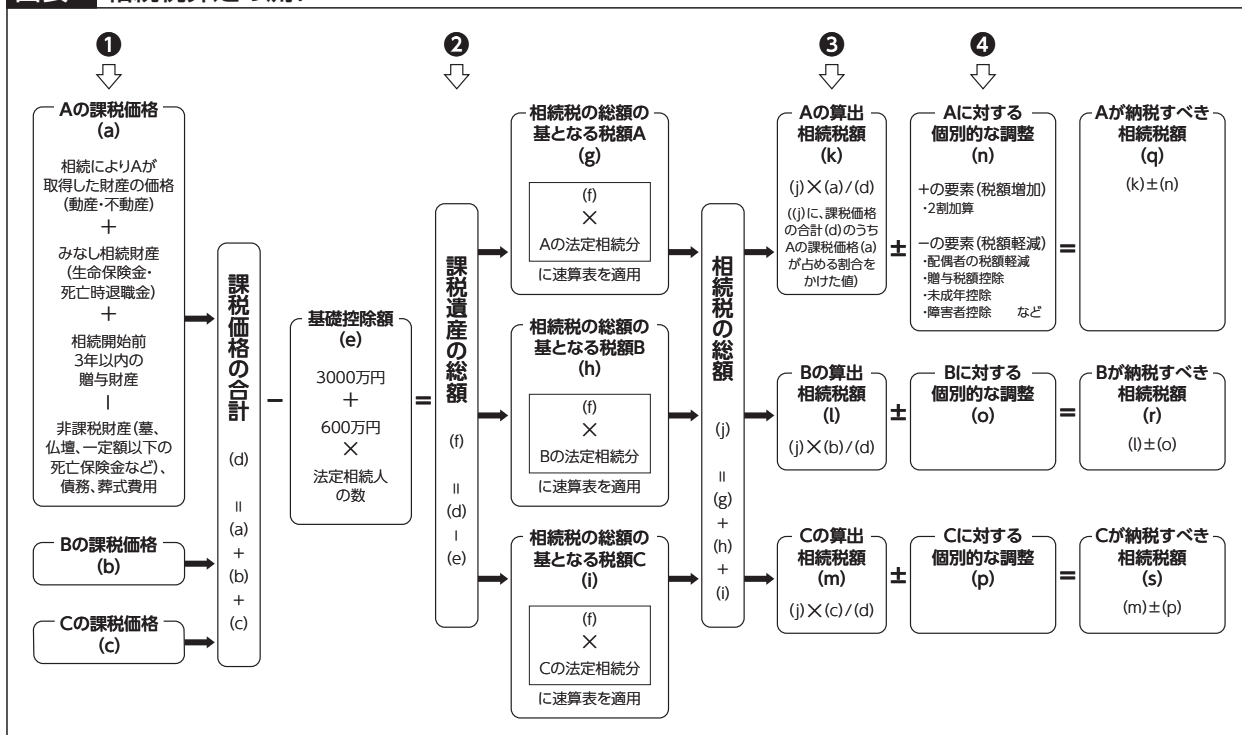 ❶
❷
❸
❹
Aの課税価格
(a)
相続によりAが
取得した財産の価格
(動産・不動産)
+
みなし相続財産
(生命保険金・
死亡時退職金)
+
相続開始前
3年以内の
贈与財産
−
非課税財産(墓、
仏壇、一定額以下の
死亡保険金など)、
債務、葬式費用
Bの課税価格
(b)
Cの課税価格
(c)
課税価格の合計
(d)
=
(a)
+
(b)
+
(c)
−
基礎控除額
(e)
3000万円
+
600万円
×
法定相続人
の数
=
課税遺産の総額
(f)
=
(d)
−
(e)
相続税の総額の
基となる税額A
(g)
(f)
×
Aの法定相続分
に速算表を適用
相続税の総額の
基となる税額B
(h)
(f)
×
Bの法定相続分
に速算表を適用
相続税の総額の
基となる税額C
(i)
(f)
×
Cの法定相続分
に速算表を適用
相続税の総額
(j)
=
(g)
+
(h)
+
(i)
Aの算出
相続税額
(k)
(j)×(a)/(d)
((j)に、課税価格
の合計(d)のうち
Aの課税価格(a)
が占める割合を
かけた値)
±
Aに対する
個別的な調整
(n)
+の要素(税額増加)
・2割加算
−の要素(税額軽減)
・配偶者の税額軽減
・贈与税額控除
・未成年控除
・障害者控除 など
=
Aが納税すべき
相続税額
(q)
(k)±(n)
Bの算出
相続税額
(l)
(j)×(b)/(d)
±
Bに対する
個別的な調整
(o)
=
Bが納税すべき
相続税額
(r)
(l)±(o)
Cの算出
相続税額
(m)
(j)×(c)/(d)
±
Cに対する
個別的な調整
(p)
=
Cが納税すべき
相続税額
(s)
(m)±(p)